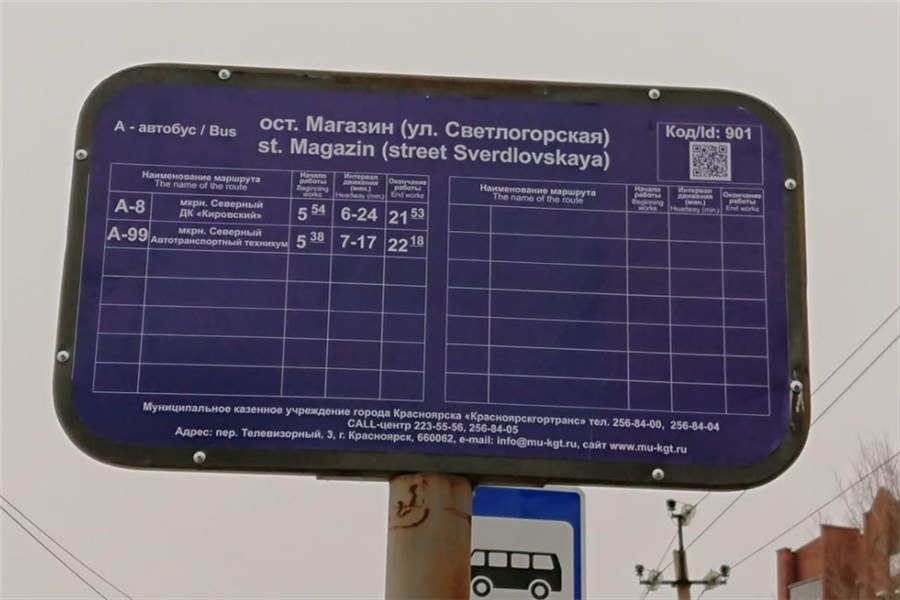 А - автобус / Bus
ост. Магазин (ул. Светлогорская)
st. Magazin (street Sverdlovskaya)
Код/Id: 901
Наименование маршрута
The name of the route
Начало
работы
Beginning
works
Интервал
движения
(мин.)
Headway (min.)
Окончание
работы
End works
А-8
мкрн. Северный
ДК «Кировский»
5 54
6-24
21 53
А-99
мкрн. Северный
Автотранспортный техникум
5 38
7-17
22 18
Наименование маршрута
The name of the route
Начало
работы
Beginning
works
Интервал
движения
(мин.)
Headway (min.)
Окончание
работы
End works
Муниципальное казенное учреждение города Красноярска «Красноярскгортранс» тел. 256-84-00, 256-84-04
CALL-центр 223-55-56, 256-84-05
Адрес: пер. Телевизорный, 3, г. Красноярск, 660062, e-mail: info@mu-kgt.ru, сайт www.mu-kgt.ru